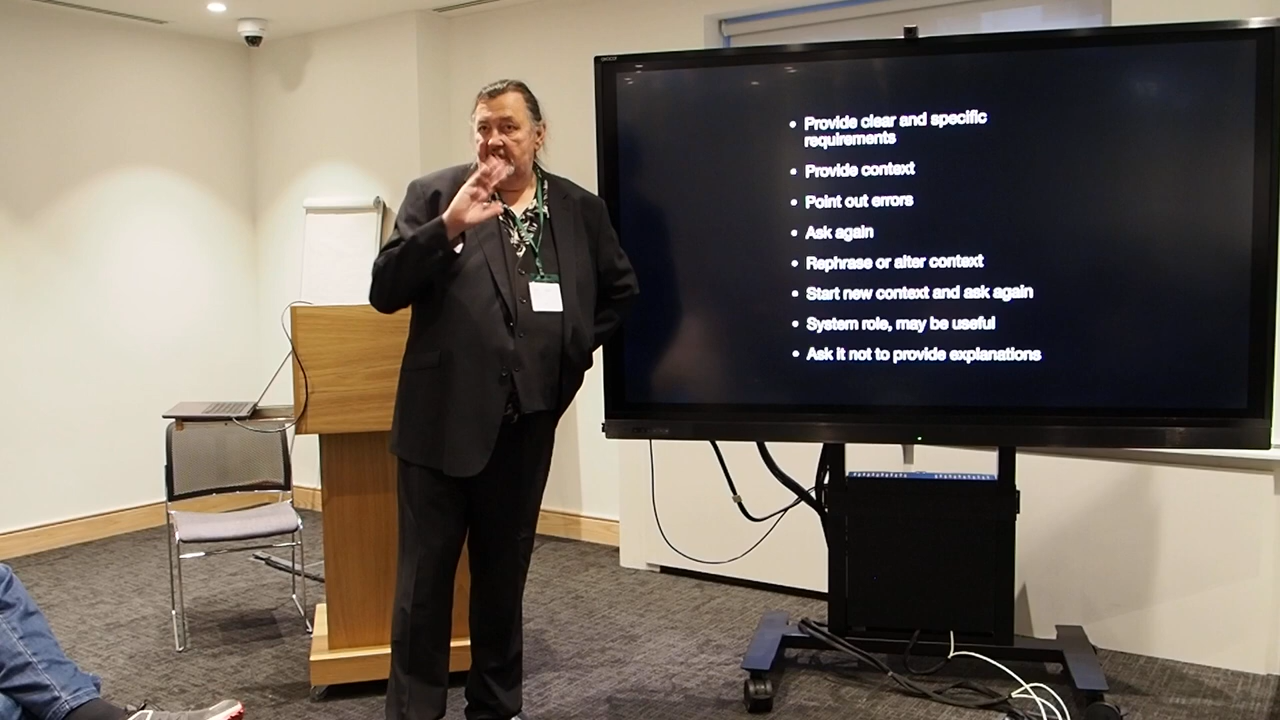 • Provide clear and specific
requirements
• Provide context
• Point out errors
• Ask again
• Rephrase or alter context
• Start new context and ask again
• System role, may be useful
• Ask it not to provide explanations